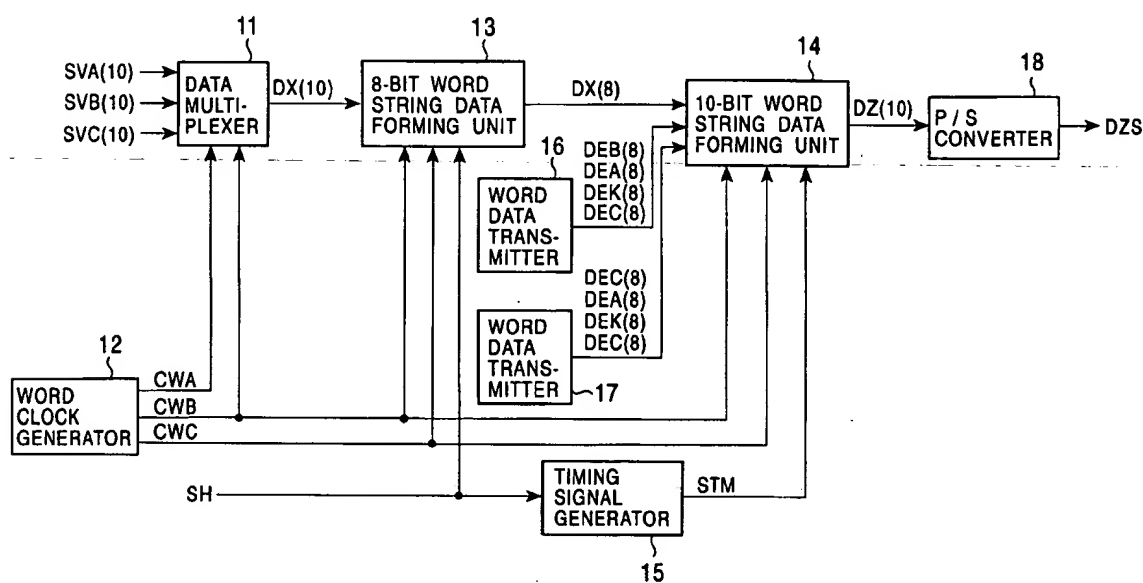 11
13
14
18
SVA(10)
SVB(10)
SVC(10)
DATA
MULTI-
PLEXER
DX(10)
8-BIT WORD
STRING DATA
FORMING UNIT
DX(8)
10-BIT WORD
STRING DATA
FORMING UNIT
DZ(10)
P / S
CONVERTER
DZS
16
WORD
DATA
TRANS-
MITTER
DEB(8)
DEA(8)
DEK(8)
DEC(8)
WORD
DATA
TRANS-
MITTER
17
DEC(8)
DEA(8)
DEK(8)
DEC(8)
12
WORD
CLOCK
GENERATOR
CWA
CWB
CWC
SH
TIMING
SIGNAL
GENERATOR
STM
15